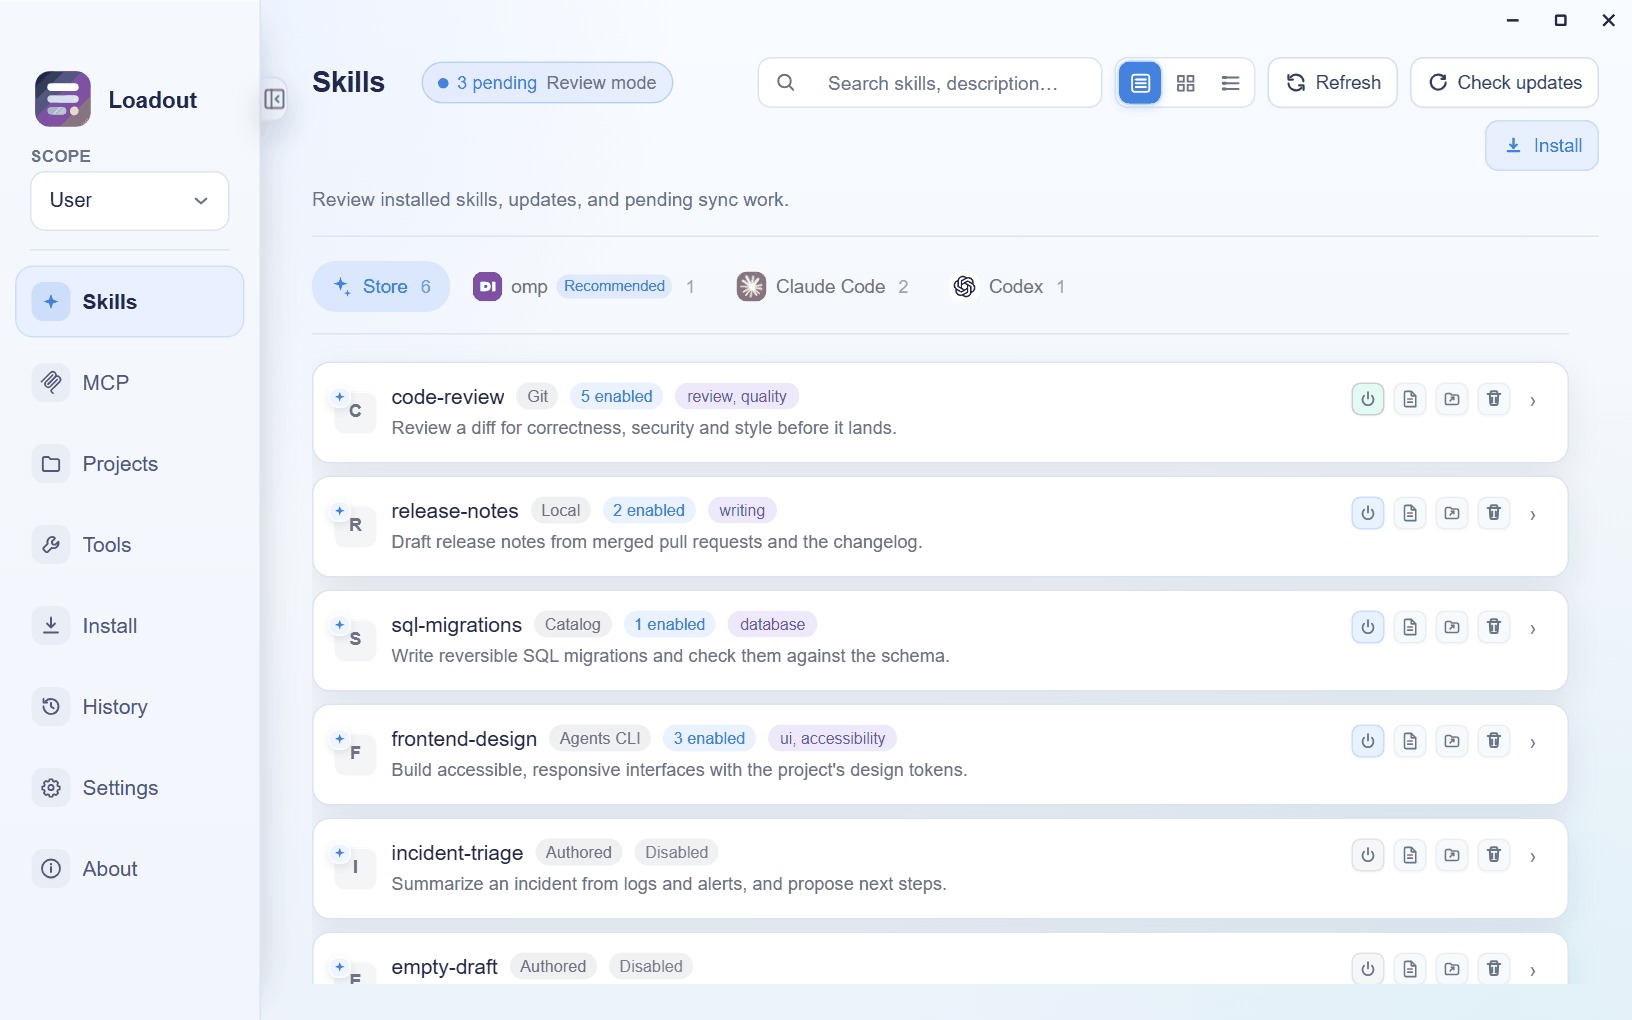 Loadout
SCOPE
User
Skills
MCP
Projects
Tools
Install
History
Settings
About
Skills
3 pending Review mode
Search skills, description…
Refresh
Check updates
Install
Review installed skills, updates, and pending sync work.
Store 6
omp Recommended 1
Claude Code 2
Codex 1
C
code-review Git 5 enabled review, quality
Review a diff for correctness, security and style before it lands.
R
release-notes Local 2 enabled writing
Draft release notes from merged pull requests and the changelog.
S
sql-migrations Catalog 1 enabled database
Write reversible SQL migrations and check them against the schema.
F
frontend-design Agents CLI 3 enabled ui, accessibility
Build accessible, responsive interfaces with the project's design tokens.
I
incident-triage Authored Disabled
Summarize an incident from logs and alerts, and propose next steps.
E
empty-draft Authored Disabled